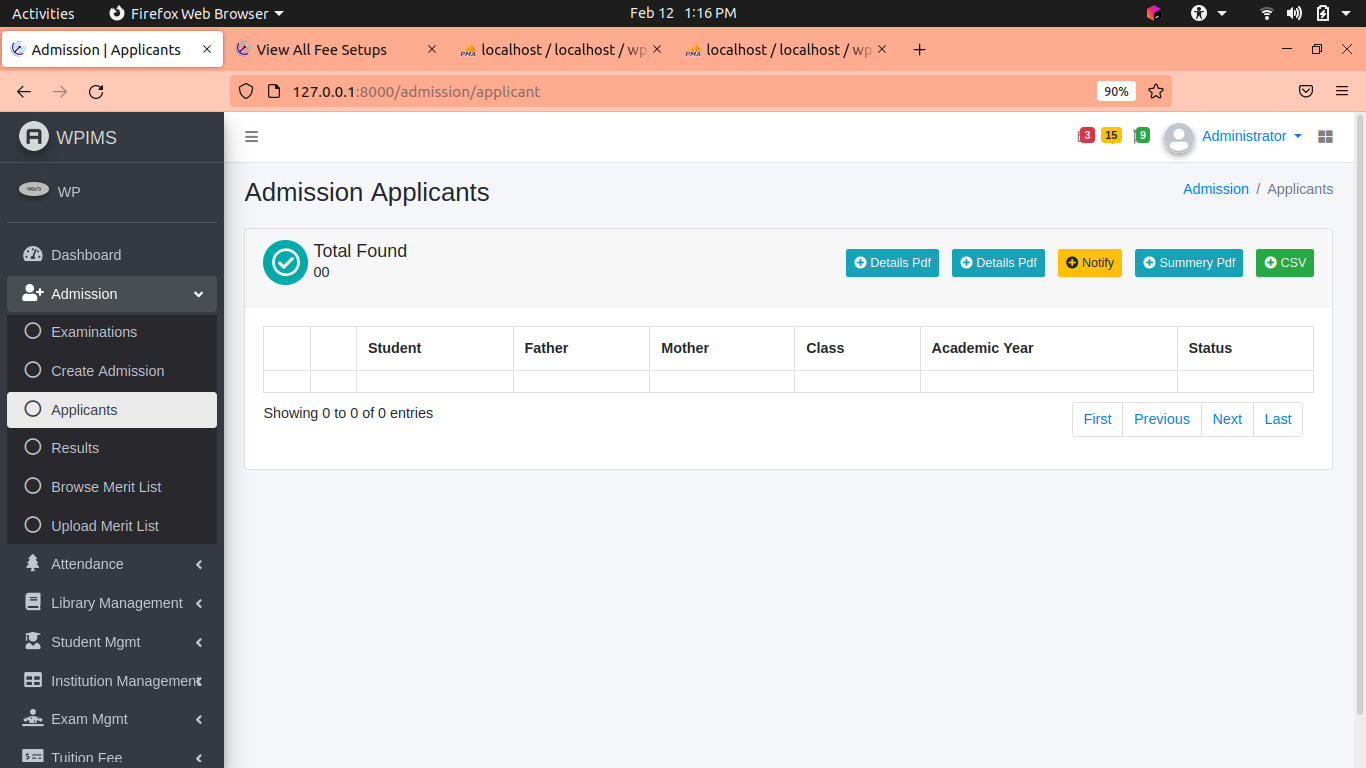 Activities
Firefox Web Browser
Feb 12 1:16 PM
Admission | Applicants
View All Fee Setups
localhost / localhost / wp
localhost / localhost / wp
127.0.0.1:8000/admission/applicant
90%
WPIMS
3
15
9
Administrator
WP
Admission Applicants
Admission / Applicants
Dashboard
Admission
Examinations
Create Admission
Applicants
Results
Browse Merit List
Upload Merit List
Attendance
Library Management
Student Mgmt
Institution Management
Exam Mgmt
Tuition Fee
Total Found
00
Details Pdf
Details Pdf
Notify
Summery Pdf
CSV
Student Father Mother Class Academic Year Status
Showing 0 to 0 of 0 entries
First Previous Next Last